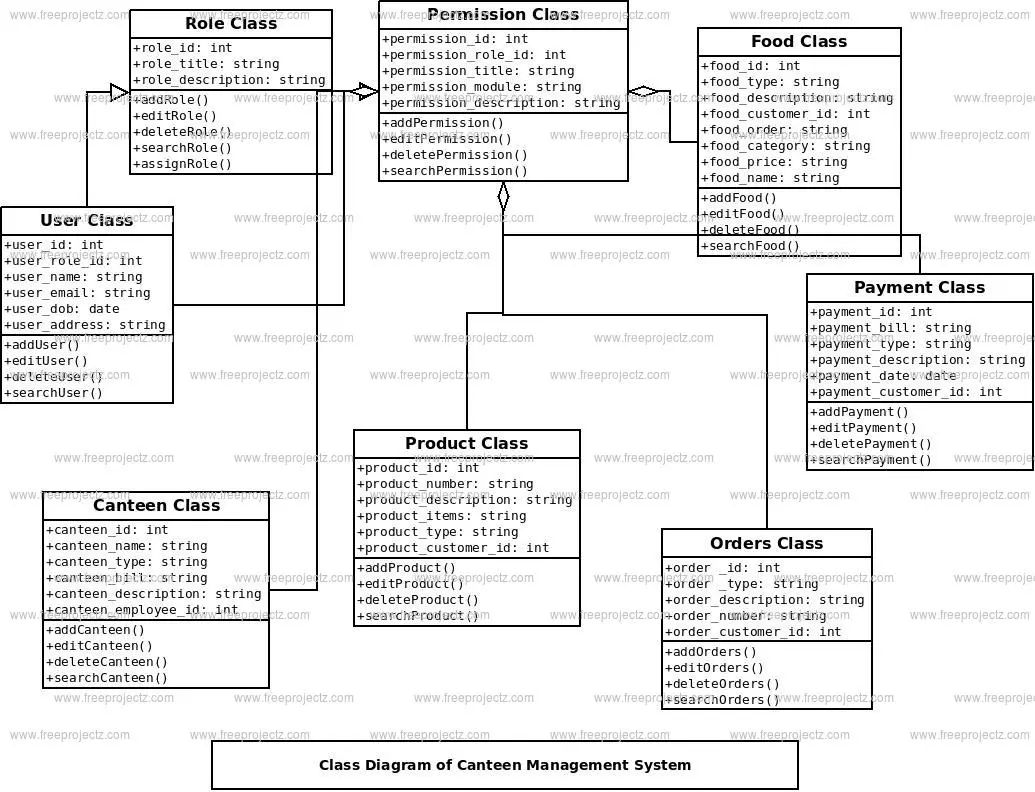 Role Class
+role_id: int
+role_title: string
+role_description: string
+addRole()
+editRole()
+deleteRole()
+searchRole()
+assignRole()
Permission Class
+permission_id: int
+permission_role_id: int
+permission_title: string
+permission_module: string
+permission_description: string
+addPermission()
+editPermission()
+deletePermission()
+searchPermission()
Food Class
+food_id: int
+food_type: string
+food_description: string
+food_customer_id: int
+food_order: string
+food_category: string
+food_price: string
+food_name: string
+addFood()
+editFood()
+deleteFood()
+searchFood()
User Class
+user_id: int
+user_role_id: int
+user_name: string
+user_email: string
+user_dob: date
+user_address: string
+addUser()
+editUser()
+deleteUser()
+searchUser()
Payment Class
+payment_id: int
+payment_bill: string
+payment_type: string
+payment_description: string
+payment_date: date
+payment_customer_id: int
+addPayment()
+editPayment()
+deletePayment()
+searchPayment()
Product Class
+product_id: int
+product_number: string
+product_description: string
+product_items: string
+product_type: string
+product_customer_id: int
+addProduct()
+editProduct()
+deleteProduct()
+searchProduct()
Canteen Class
+canteen_id: int
+canteen_name: string
+canteen_type: string
+canteen_bill: string
+canteen_description: string
+canteen_employee_id: int
+addCanteen()
+editCanteen()
+deleteCanteen()
+searchCanteen()
Orders Class
+order _id: int
+order _type: string
+order_description: string
+order_number: string
+order_customer_id: int
+addOrders()
+editOrders()
+deleteOrders()
+searchOrders()
Class Diagram of Canteen Management System
www.freeprojectz.com